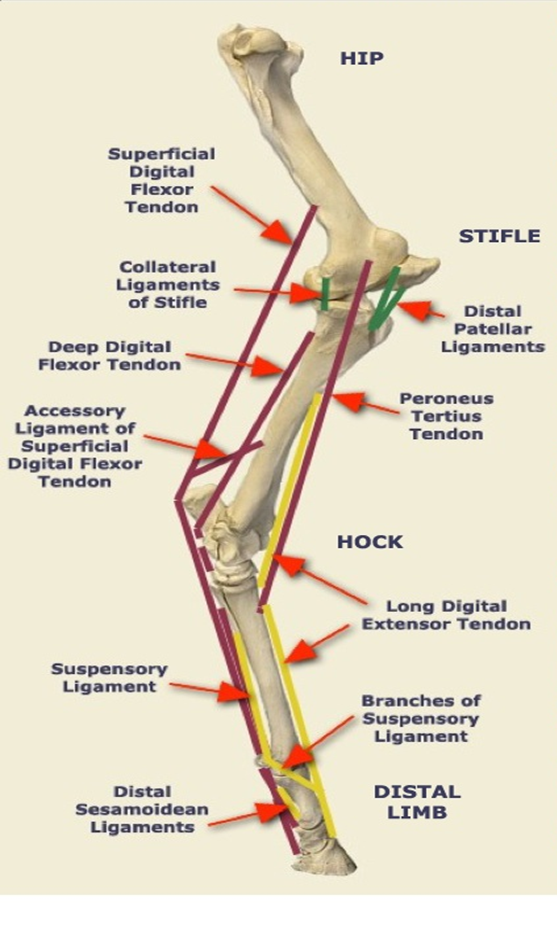 HIP
Superficial
Digital
Flexor
Tendon
STIFLE
Collateral
Ligaments
of Stifle
Distal
Patellar
Ligaments
Deep Digital
Flexor Tendon
Peroneus
Tertius
Tendon
Accessory
Ligament of
Superficial
Digital Flexor
Tendon
HOCK
Long Digital
Extensor Tendon
Suspensory
Ligament
Branches of
Suspensory
Ligament
Distal
Sesamoidean
Ligaments
DISTAL
LIMB